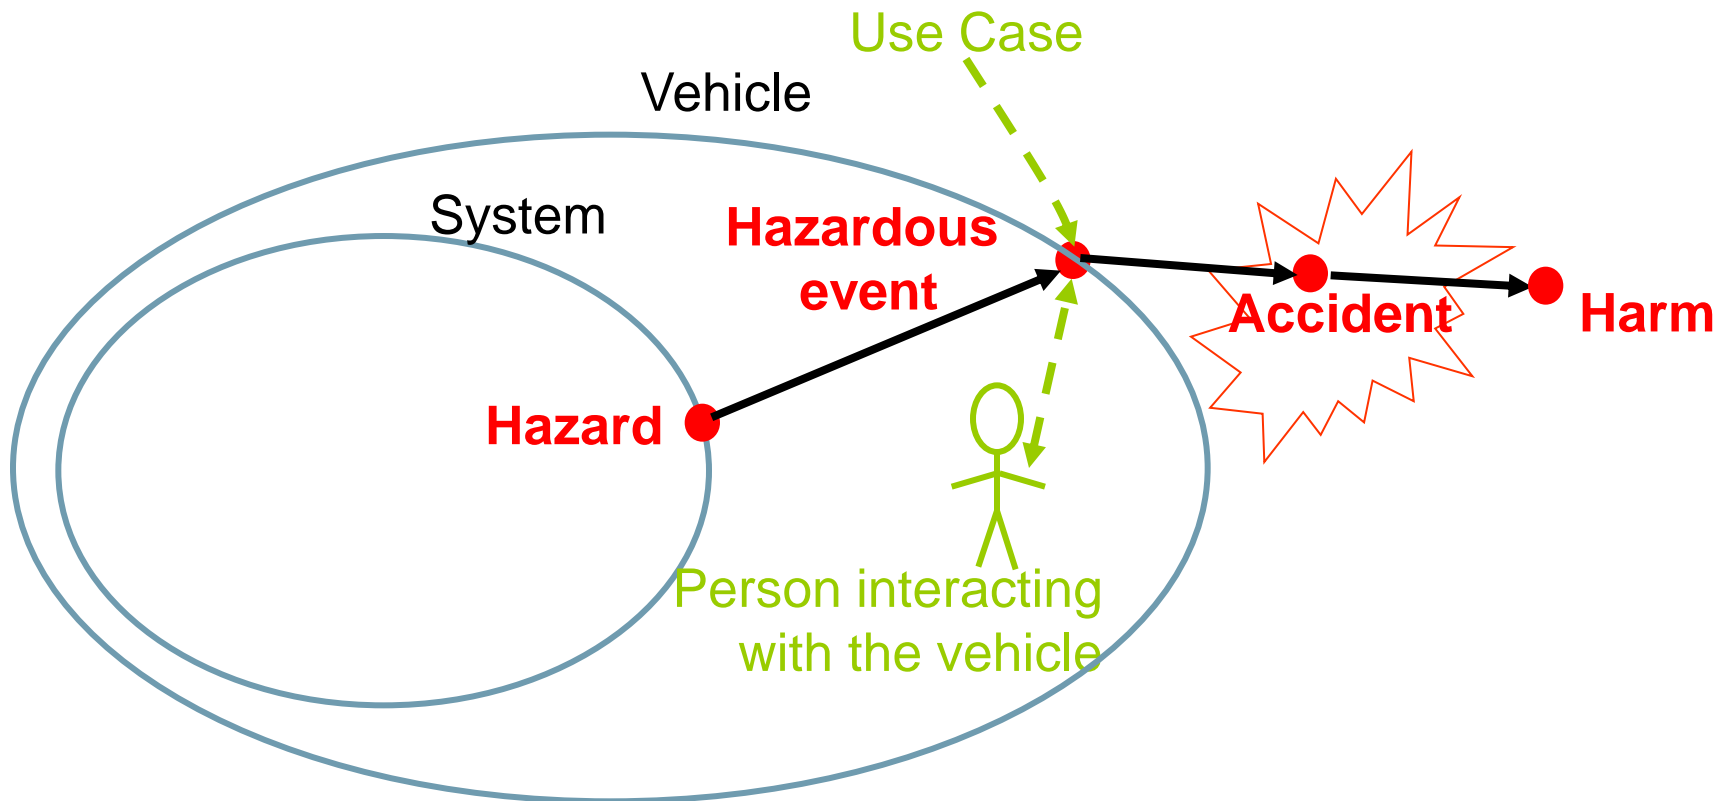 Use Case
Vehicle
System
Hazardous
event
Accident
Harm
Hazard
Person interacting
with the vehicle